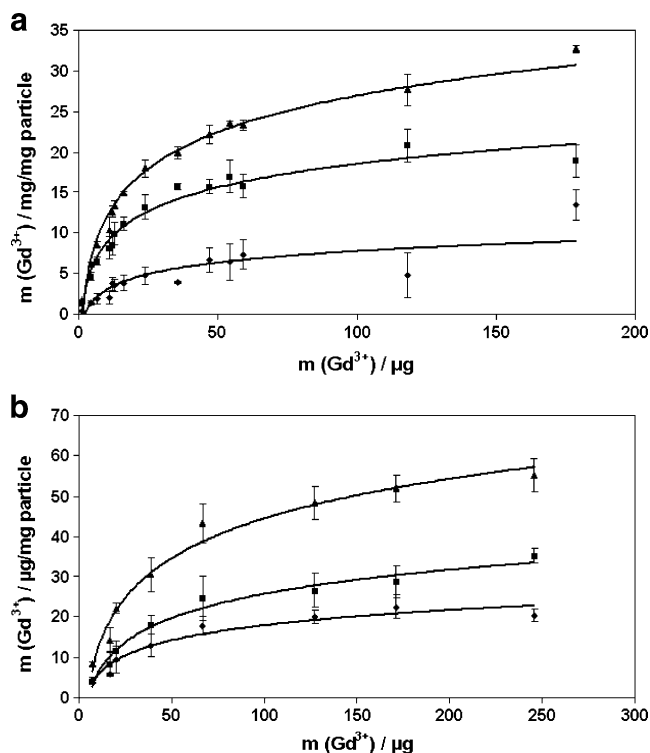 a
35
30
25
20
15
10
5
0
m (Gd³⁺) / mg/mg particle
0 50 100 150 200
m (Gd³⁺) / µg
b
70
60
50
40
30
20
10
0
m (Gd³⁺) / µg/mg particle
0 50 100 150 200 250 300
m (Gd³⁺) / µg